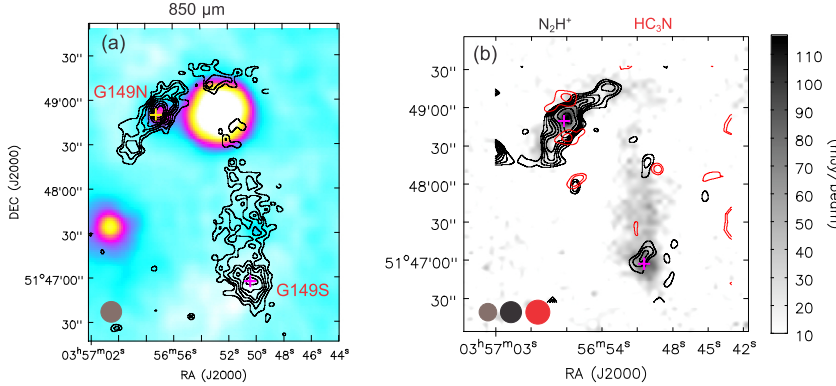 850 μm
(a)
G149N
G149S
30''
49'00''
30''
48'00''
30''
51°47'00''
30''
DEC (J2000)
03ʰ57ᵐ02ˢ
56ᵐ56ˢ
52ˢ
50ˢ
48ˢ
46ˢ
44ˢ
RA (J2000)
N₂H⁺
HC₃N
(b)
30''
49'00''
30''
48'00''
30''
51°47'00''
30''
03ʰ57ᵐ03ˢ
56ᵐ54ˢ
51ˢ
48ˢ
45ˢ
42ˢ
RA (J2000)
110
100
90
80
70
60
50
40
30
20
10